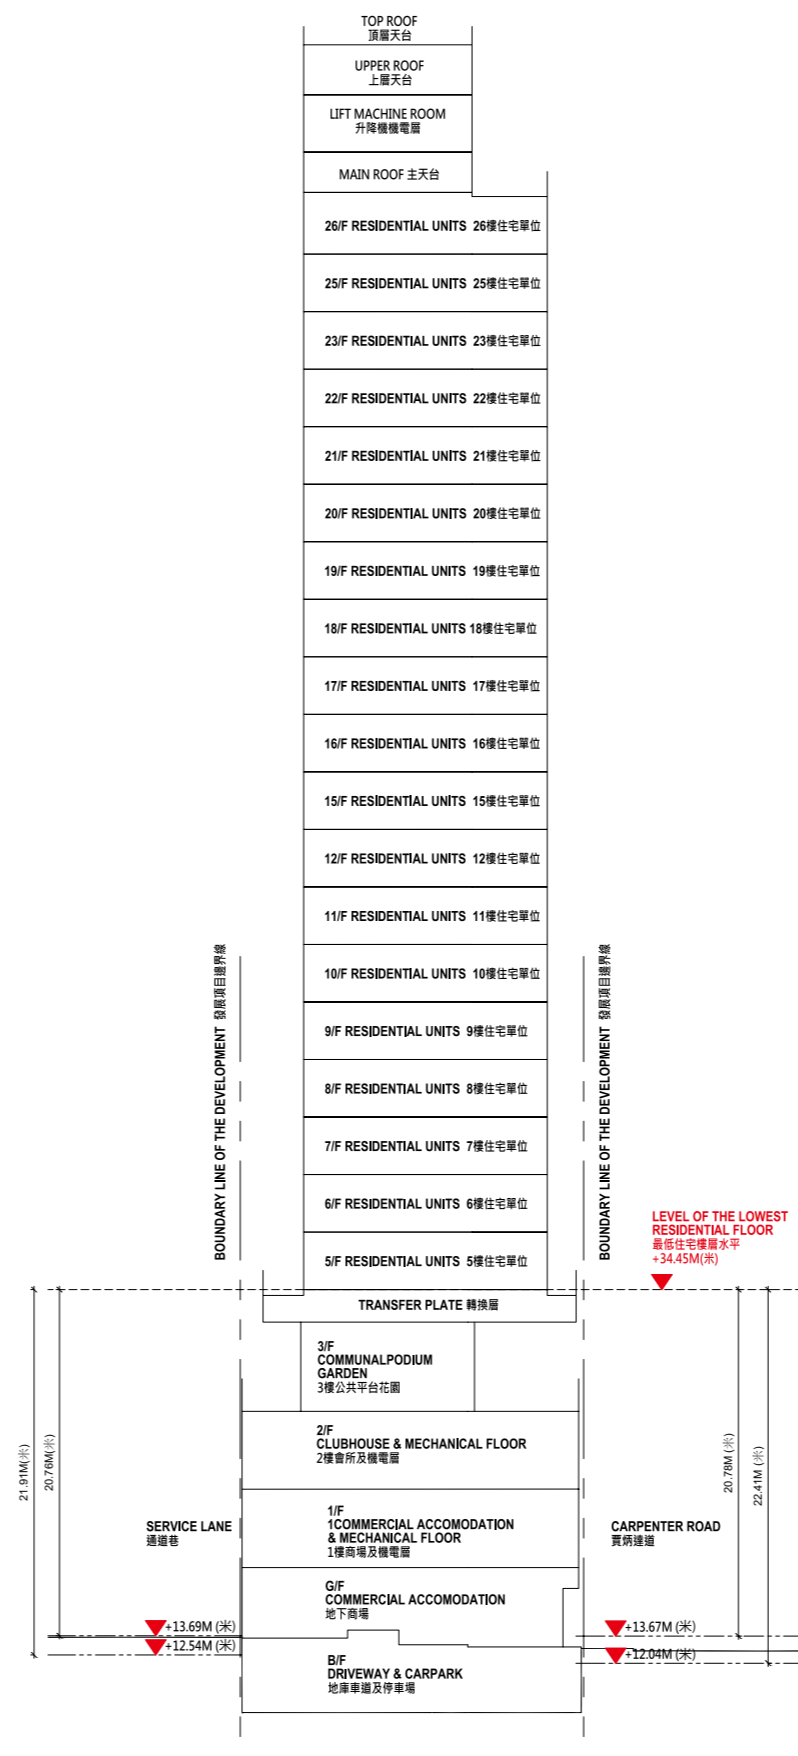 TOP ROOF
頂層天台
UPPER ROOF
上層天台
LIFT MACHINE ROOM
升降機機電層
MAIN ROOF 主天台
26/F RESIDENTIAL UNITS 26樓住宅單位
25/F RESIDENTIAL UNITS 25樓住宅單位
23/F RESIDENTIAL UNITS 23樓住宅單位
22/F RESIDENTIAL UNITS 22樓住宅單位
21/F RESIDENTIAL UNITS 21樓住宅單位
20/F RESIDENTIAL UNITS 20樓住宅單位
19/F RESIDENTIAL UNITS 19樓住宅單位
18/F RESIDENTIAL UNITS 18樓住宅單位
17/F RESIDENTIAL UNITS 17樓住宅單位
16/F RESIDENTIAL UNITS 16樓住宅單位
15/F RESIDENTIAL UNITS 15樓住宅單位
12/F RESIDENTIAL UNITS 12樓住宅單位
11/F RESIDENTIAL UNITS 11樓住宅單位
10/F RESIDENTIAL UNITS 10樓住宅單位
9/F RESIDENTIAL UNITS 9樓住宅單位
8/F RESIDENTIAL UNITS 8樓住宅單位
7/F RESIDENTIAL UNITS 7樓住宅單位
6/F RESIDENTIAL UNITS 6樓住宅單位
5/F RESIDENTIAL UNITS 5樓住宅單位
BOUNDARY LINE OF THE DEVELOPMENT 發展項目邊界線
BOUNDARY LINE OF THE DEVELOPMENT 發展項目邊界線
LEVEL OF THE LOWEST
RESIDENTIAL FLOOR
最低住宅樓層水平
+34.45M(米)
TRANSFER PLATE 轉換層
3/F
COMMUNALPODIUM
GARDEN
3樓公共平台花園
2/F
CLUBHOUSE & MECHANICAL FLOOR
2樓會所及機電層
1/F
1COMMERCIAL ACCOMODATION
& MECHANICAL FLOOR
1樓商場及機電層
G/F
COMMERCIAL ACCOMODATION
地下商場
B/F
DRIVEWAY & CARPARK
地庫車道及停車場
21.91M(米)
20.76M(米)
SERVICE LANE
通道巷
+13.69M (米)
+12.54M (米)
20.78M (米)
22.41M (米)
CARPENTER ROAD
賈炳達道
+13.67M (米)
+12.04M (米)